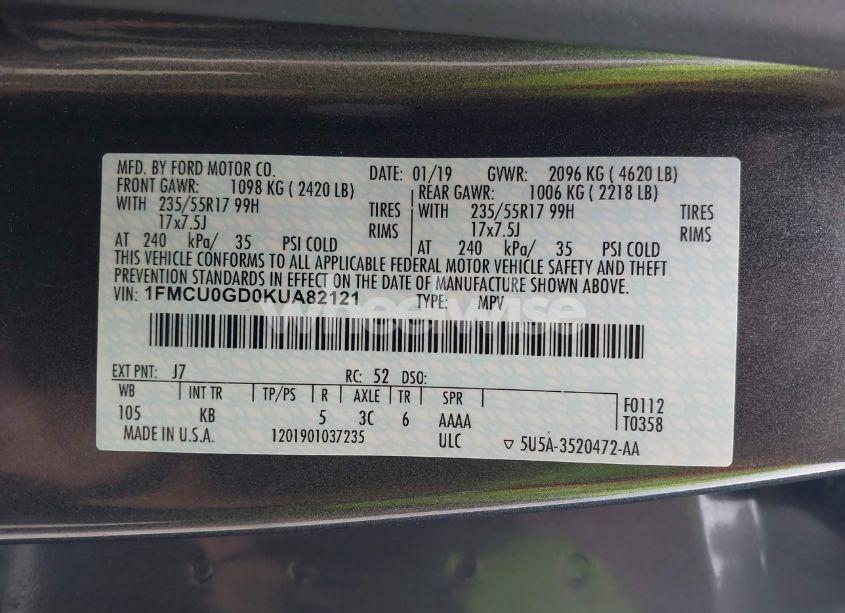 MFD. BY FORD MOTOR CO. DATE: 01/19 GVWR: 2096 KG ( 4620 LB)
FRONT GAWR: 1098 KG ( 2420 LB) REAR GAWR: 1006 KG ( 2218 LB)
WITH 235/55R17 99H TIRES WITH 235/55R17 99H TIRES
17x7.5J RIMS 17x7.5J RIMS
AT 240 kPa/ 35 PSI COLD AT 240 kPa/ 35 PSI COLD
THIS VEHICLE CONFORMS TO ALL APPLICABLE FEDERAL MOTOR VEHICLE SAFETY AND THEFT
PREVENTION STANDARDS IN EFFECT ON THE DATE OF MANUFACTURE SHOWN ABOVE.
VIN: 1FMCU0GD0KUA82121 TYPE: MPV
wheelwise
EXT PNT: J7 RC: 52 DSO:
WB INT TR TP/PS R AXLE TR SPR
105 KB 5 3C 6 AAAA F0112
T0358
MADE IN U.S.A. 1201901037235 ULC ▽ 5U5A-3520472-AA